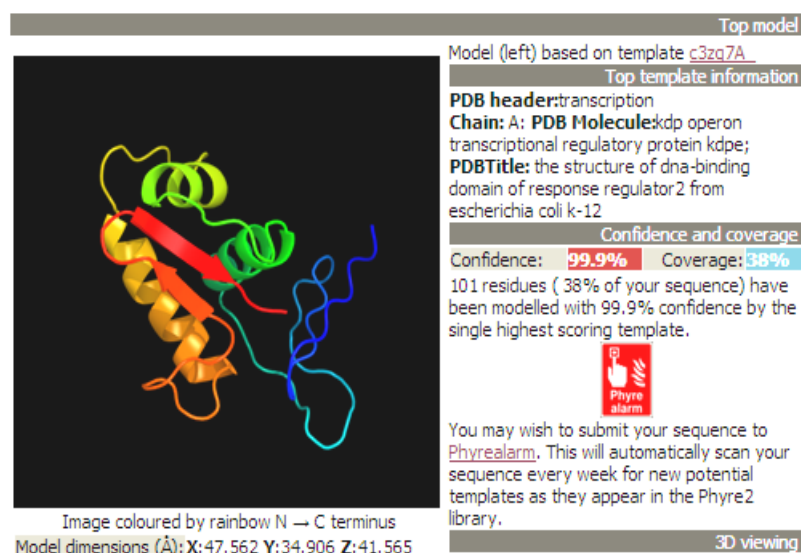 Top model
Model (left) based on template c3zq7A_
Top template information
PDB header:transcription
Chain: A: PDB Molecule:kdp operon
transcriptional regulatory protein kdpe;
PDBTitle: the structure of dna-binding
domain of response regulator2 from
escherichia coli k-12
Confidence and coverage
Confidence: 99.9% Coverage: 38%
101 residues ( 38% of your sequence) have
been modelled with 99.9% confidence by the
single highest scoring template.
Phyre
alarm
You may wish to submit your sequence to
Phyrealarm. This will automatically scan your
sequence every week for new potential
templates as they appear in the Phyre2
library.
Image coloured by rainbow N → C terminus
Model dimensions (Å): X:47.562 Y:34.906 Z:41.565
3D viewing